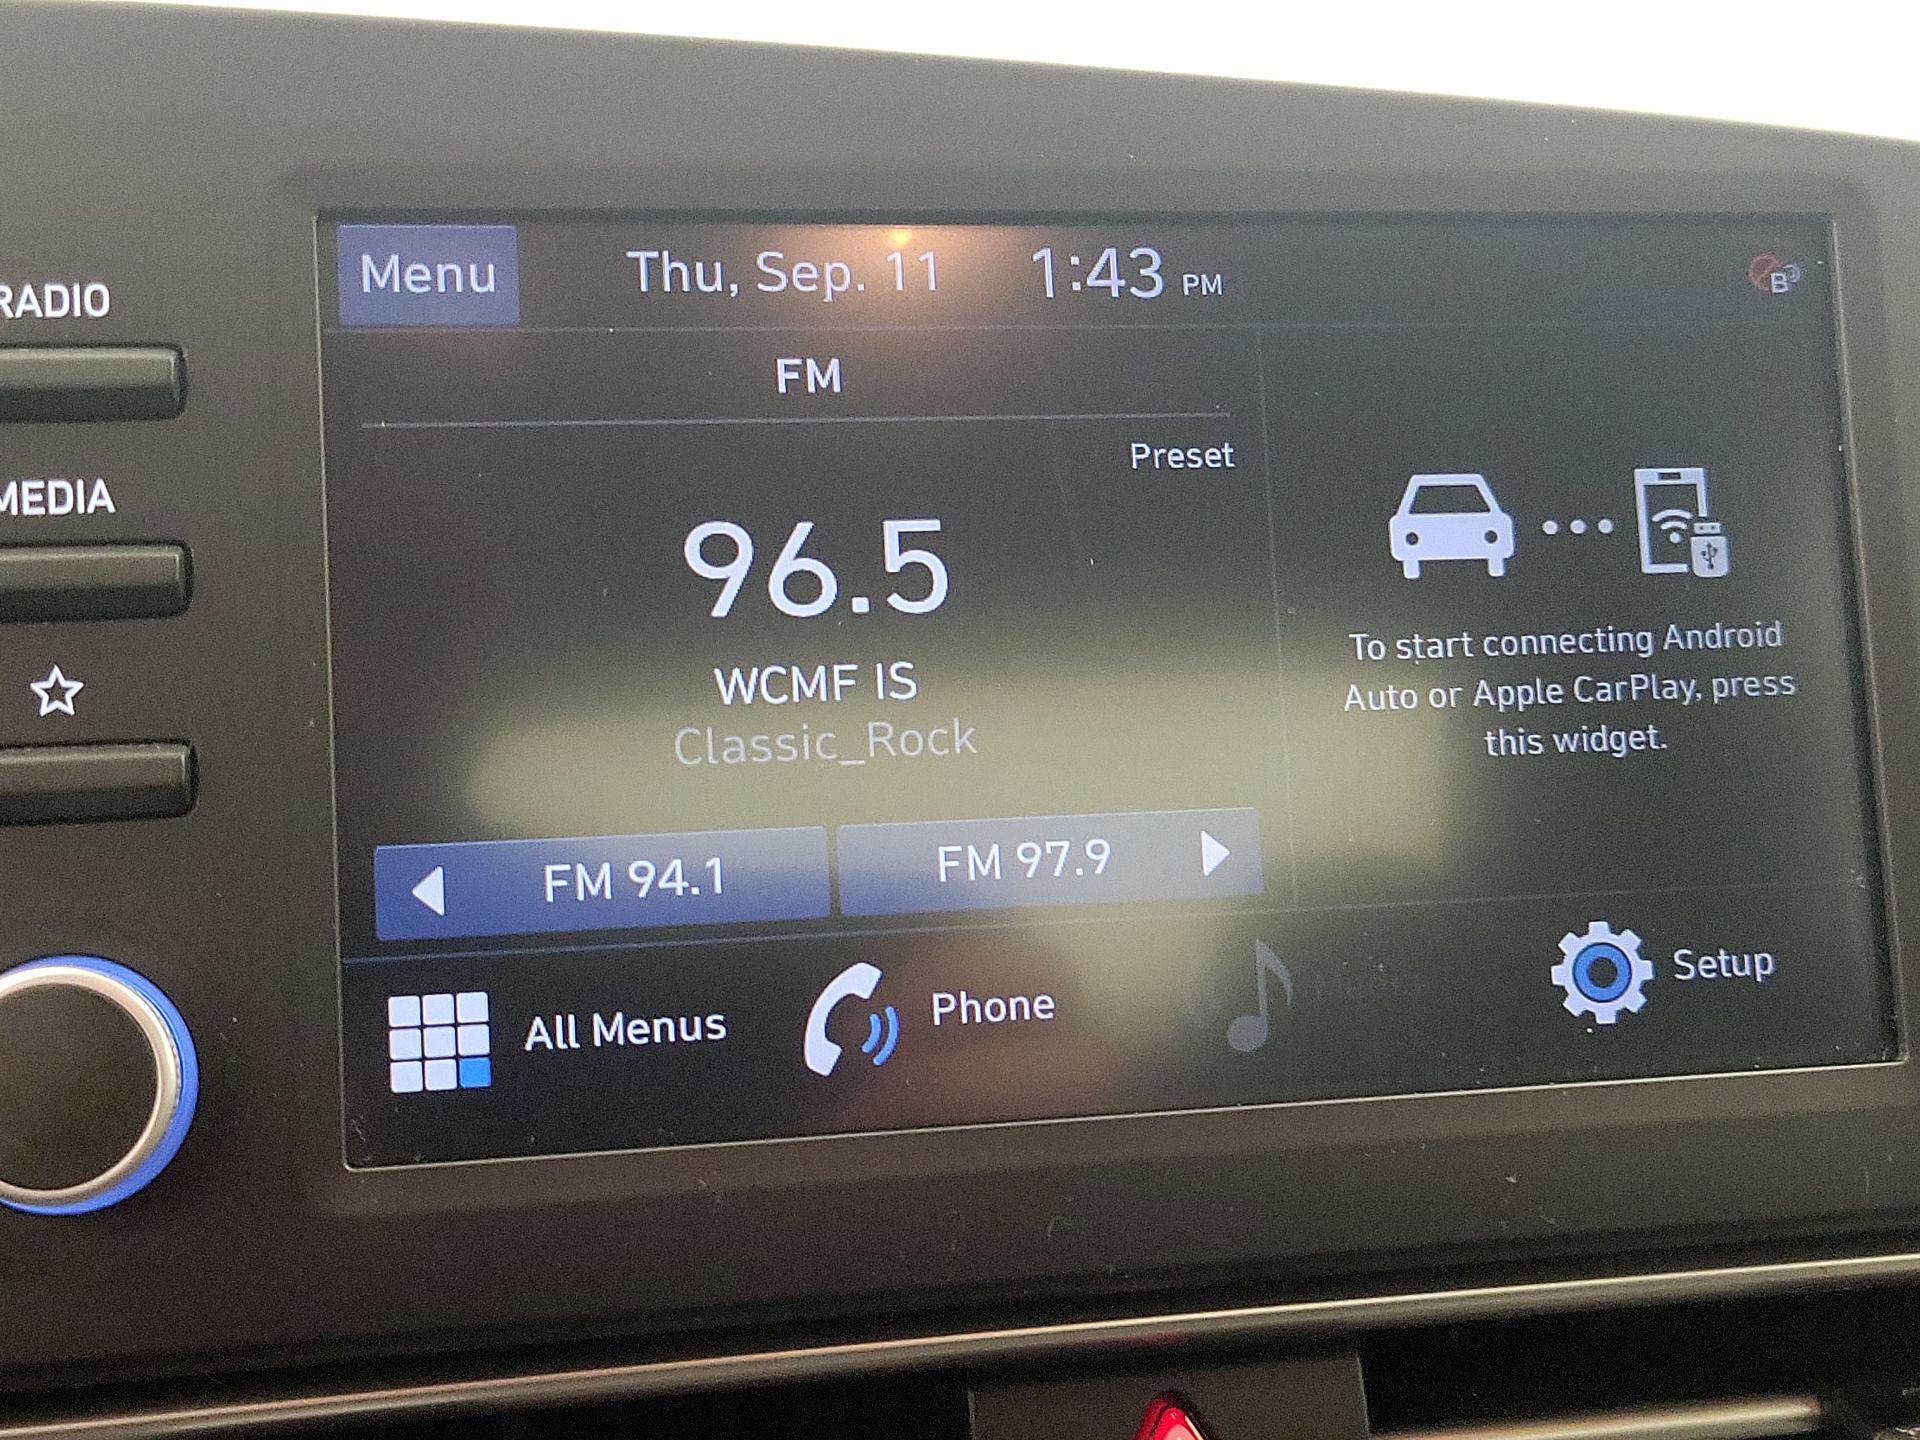 RADIO
MEDIA
Menu
Thu, Sep. 11
1:43 PM
B
FM
Preset
96.5
WCMF IS
Classic_Rock
FM 94.1
FM 97.9
To start connecting Android
Auto or Apple CarPlay, press
this widget.
All Menus
Phone
Media
Setup